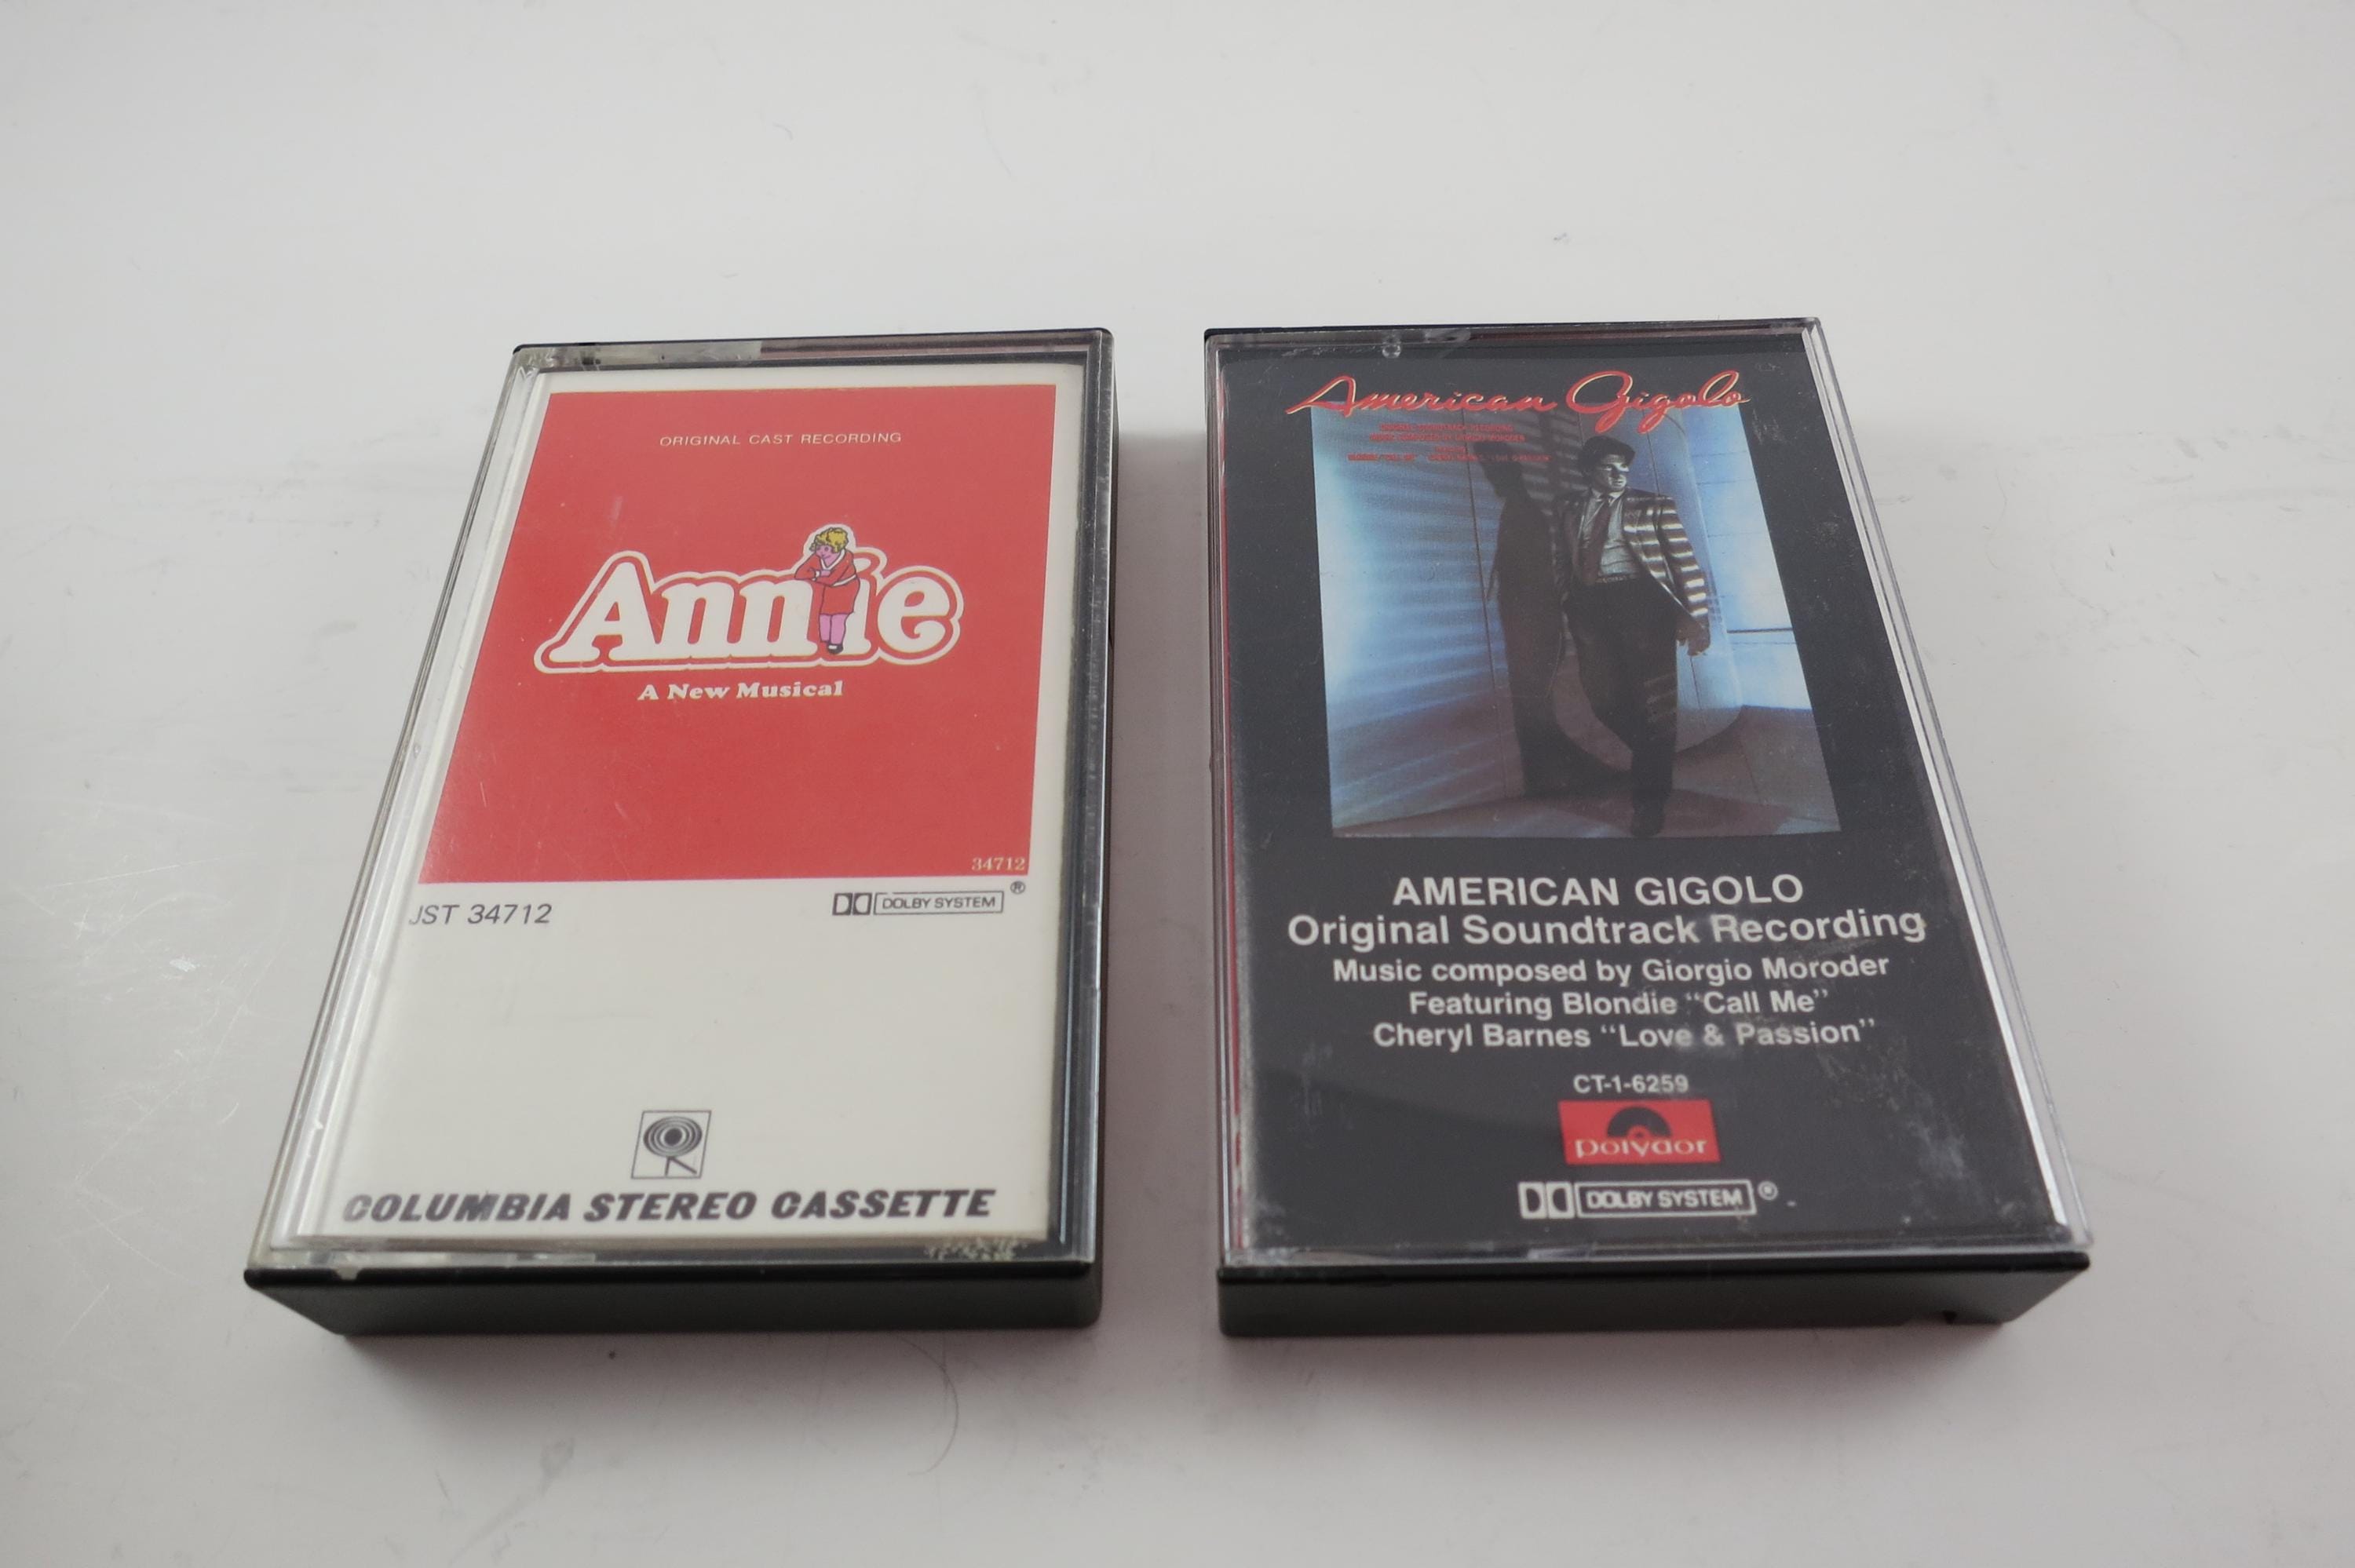 ORIGINAL CAST RECORDING
Annie
A New Musical
34712
JST 34712
DOLBY SYSTEM®
COLUMBIA STEREO CASSETTE
American Gigolo
AMERICAN GIGOLO
Original Soundtrack Recording
Music composed by Giorgio Moroder
Featuring Blondie “Call Me”
Cheryl Barnes “Love & Passion”
CT-1-6259
polydor
DOLBY SYSTEM®